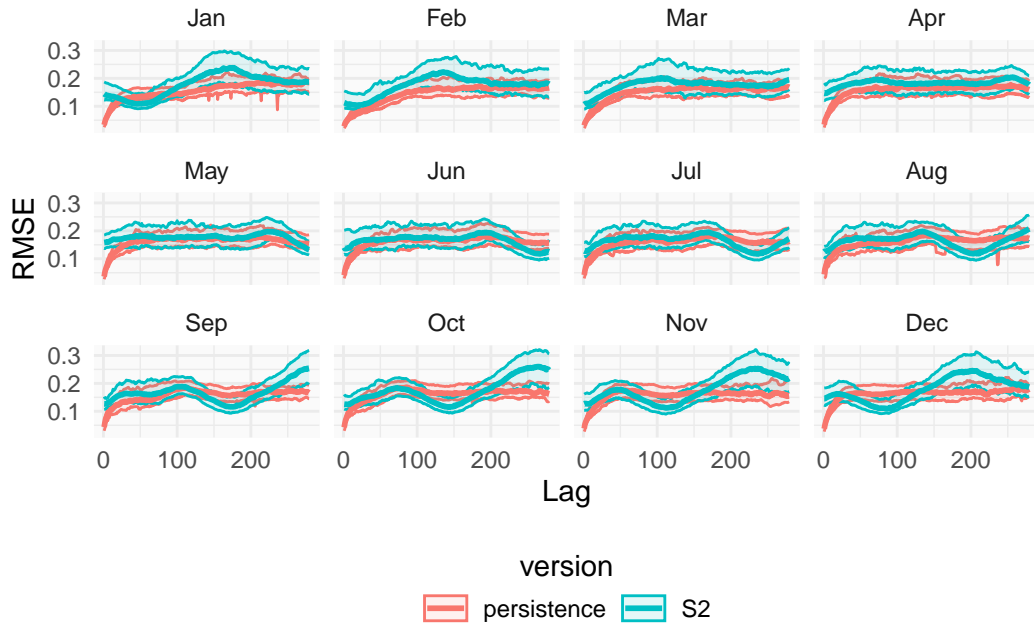 Jan Feb Mar Apr
0.3
0.2
0.1
May Jun Jul Aug
0.3
0.2
0.1
Sep Oct Nov Dec
0.3
0.2
0.1
0 100 200 0 100 200 0 100 200 0 100 200
RMSE
Lag
version
persistence S2